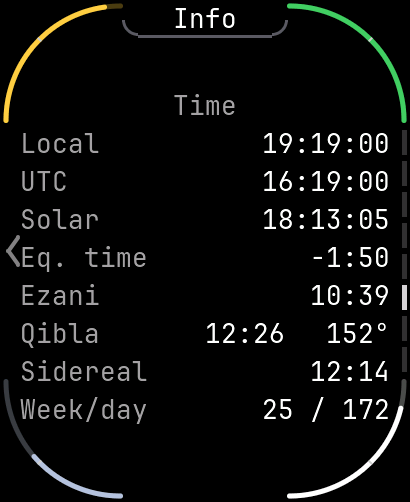 Info
Time
Local 19:19:00
UTC 16:19:00
Solar 18:13:05
Eq. time -1:50
Ezani 10:39
Qibla 12:26 152°
Sidereal 12:14
Week/day 25 / 172